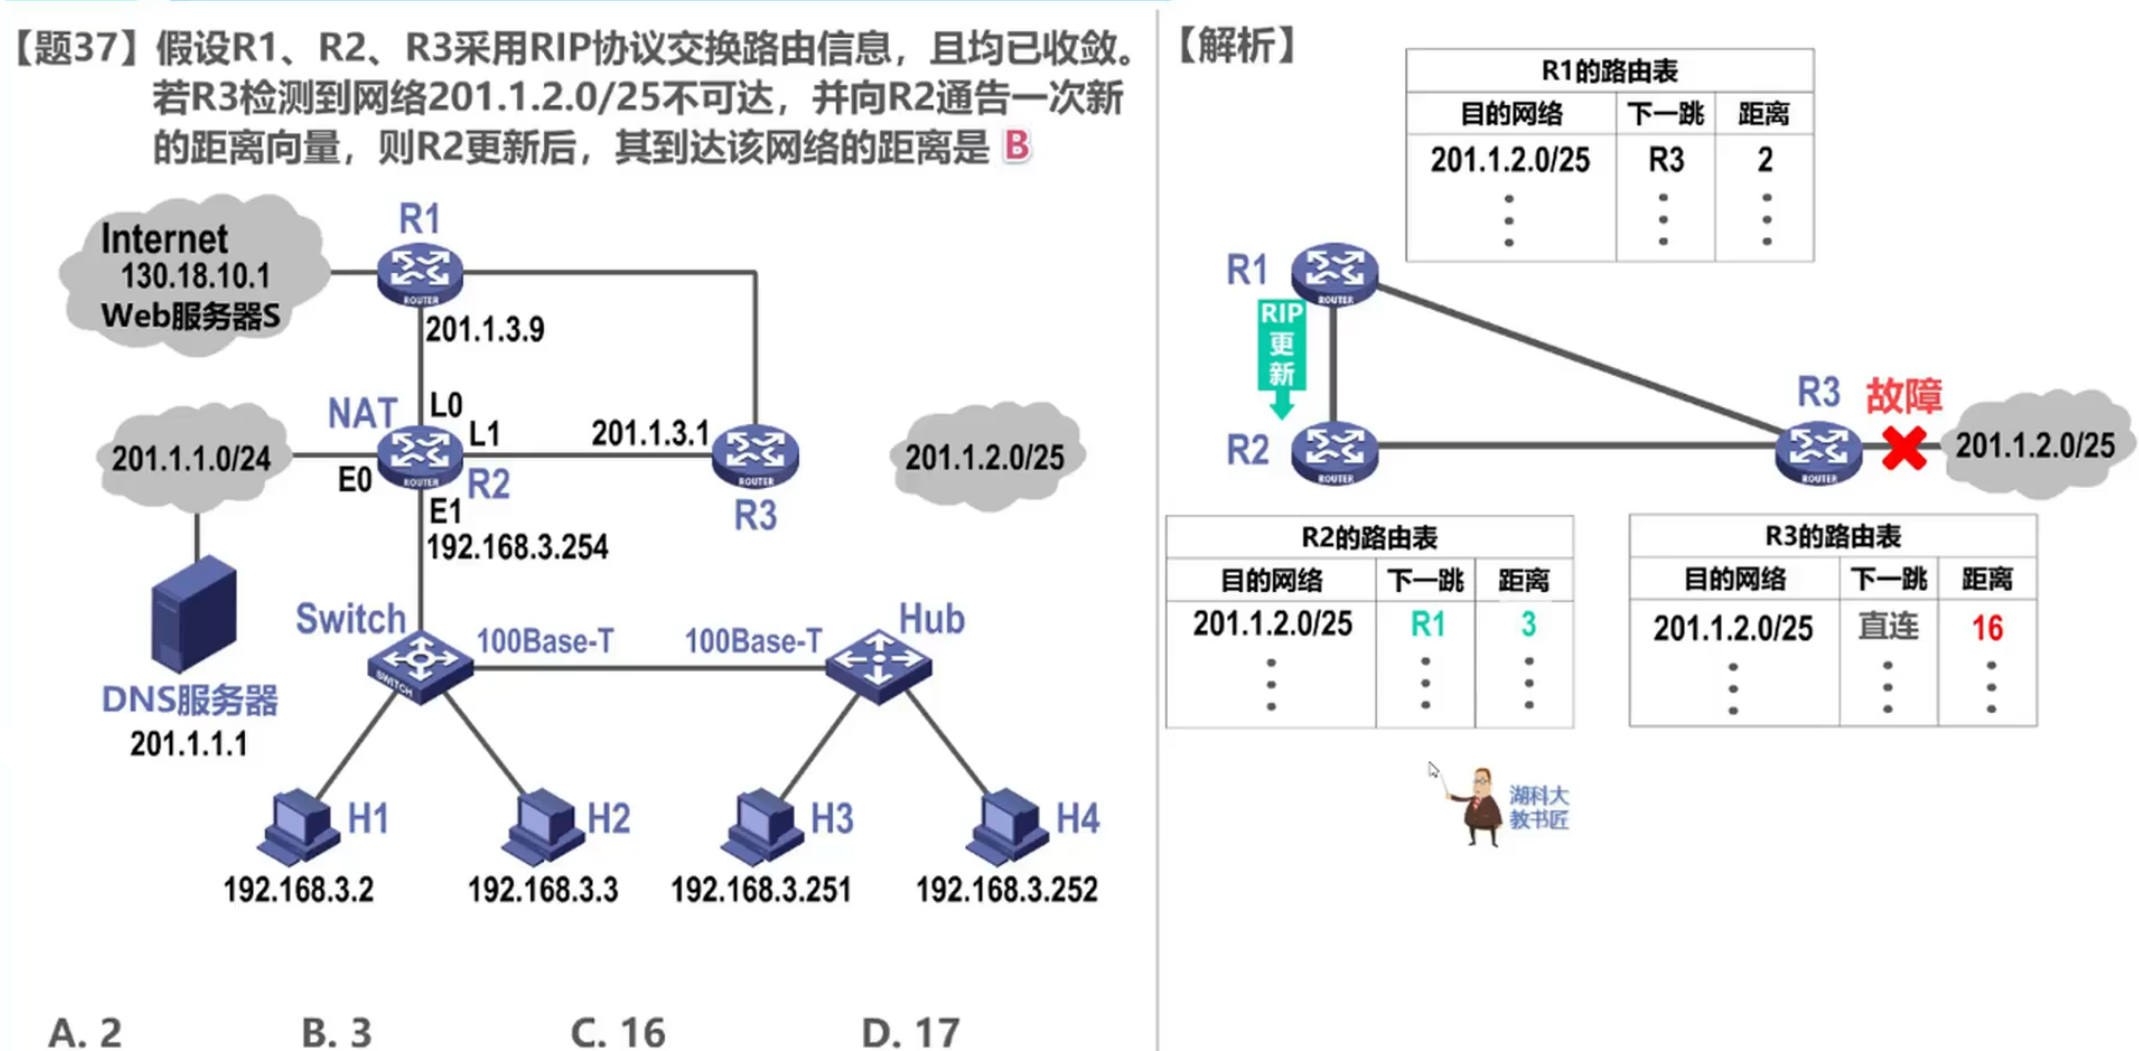 【题37】假设R1、R2、R3采用RIP协议交换路由信息，且均已收敛。
若R3检测到网络201.1.2.0/25不可达，并向R2通告一次新
的距离向量，则R2更新后，其到达该网络的距离是 B
R1
Internet
130.18.10.1
Web服务器S
ROUTER
201.1.3.9
NAT
L0
L1
201.1.3.1
201.1.1.0/24
ROUTER
ROUTER
201.1.2.0/25
E0
R2
R3
E1
192.168.3.254
Switch
100Base-T
100Base-T
Hub
SWITCH
DNS服务器
201.1.1.1
H1
H2
H3
H4
192.168.3.2
192.168.3.3
192.168.3.251
192.168.3.252
A. 2
B. 3
C. 16
D. 17
【解析】
R1的路由表
目的网络 下一跳 距离
201.1.2.0/25 R3 2
R1
ROUTER
RIP
更
新
R3
故障
R2
ROUTER
ROUTER
201.1.2.0/25
R2的路由表
目的网络 下一跳 距离
201.1.2.0/25 R1 3
R3的路由表
目的网络 下一跳 距离
201.1.2.0/25 直连 16
湖科大
教书匠